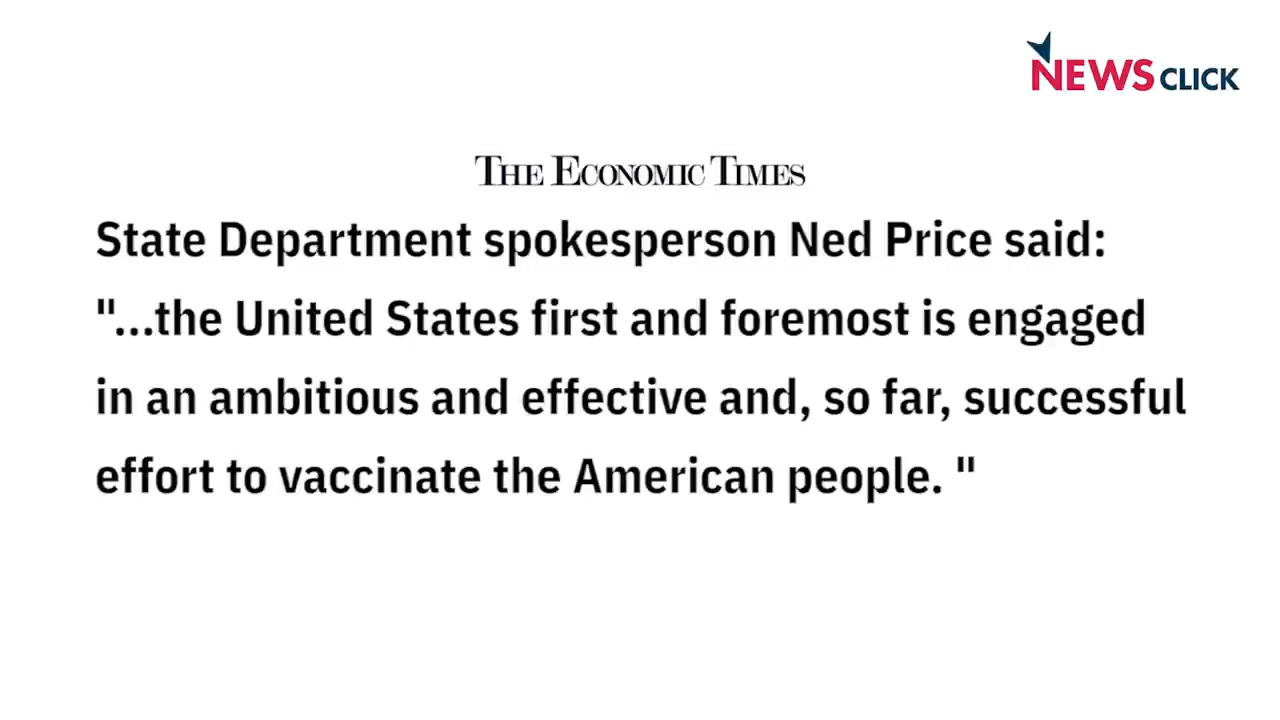 NEWS CLICK
THE ECONOMIC TIMES
State Department spokesperson Ned Price said:
"...the United States first and foremost is engaged
in an ambitious and effective and, so far, successful
effort to vaccinate the American people. "